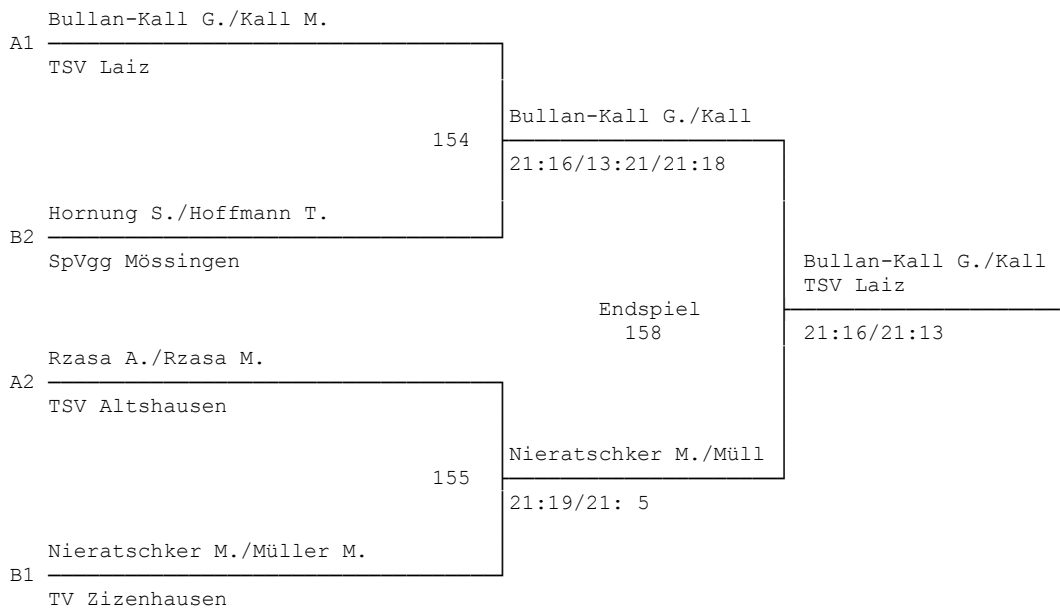 Bullan-Kall G./Kall M.
A1
TSV Laiz
Bullan-Kall G./Kall
154
21:16/13:21/21:18
Hornung S./Hoffmann T.
B2
SpVgg Mössingen
Bullan-Kall G./Kall
TSV Laiz
Endspiel
158
21:16/21:13
Rzasa A./Rzasa M.
A2
TSV Altshausen
Nieratschker M./Müll
155
21:19/21: 5
Nieratschker M./Müller M.
B1
TV Zizenhausen